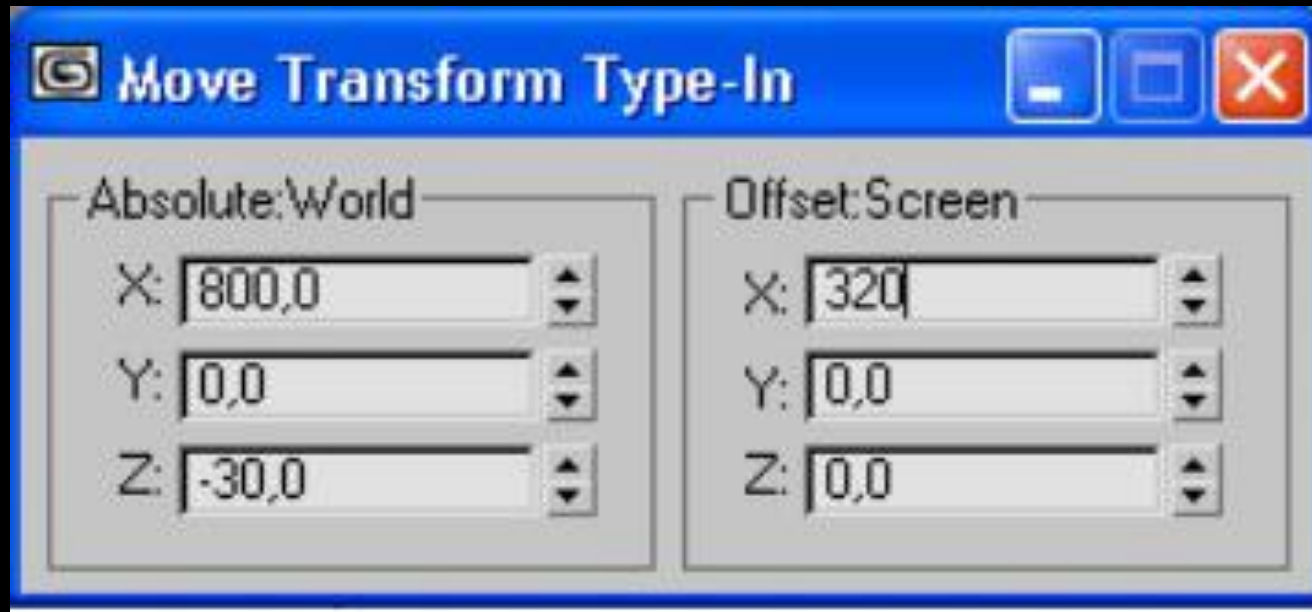 Move Transform Type-In
Absolute:World
X: 800,0
Y: 0,0
Z: -30,0
Offset:Screen
X: 320
Y: 0,0
Z: 0,0